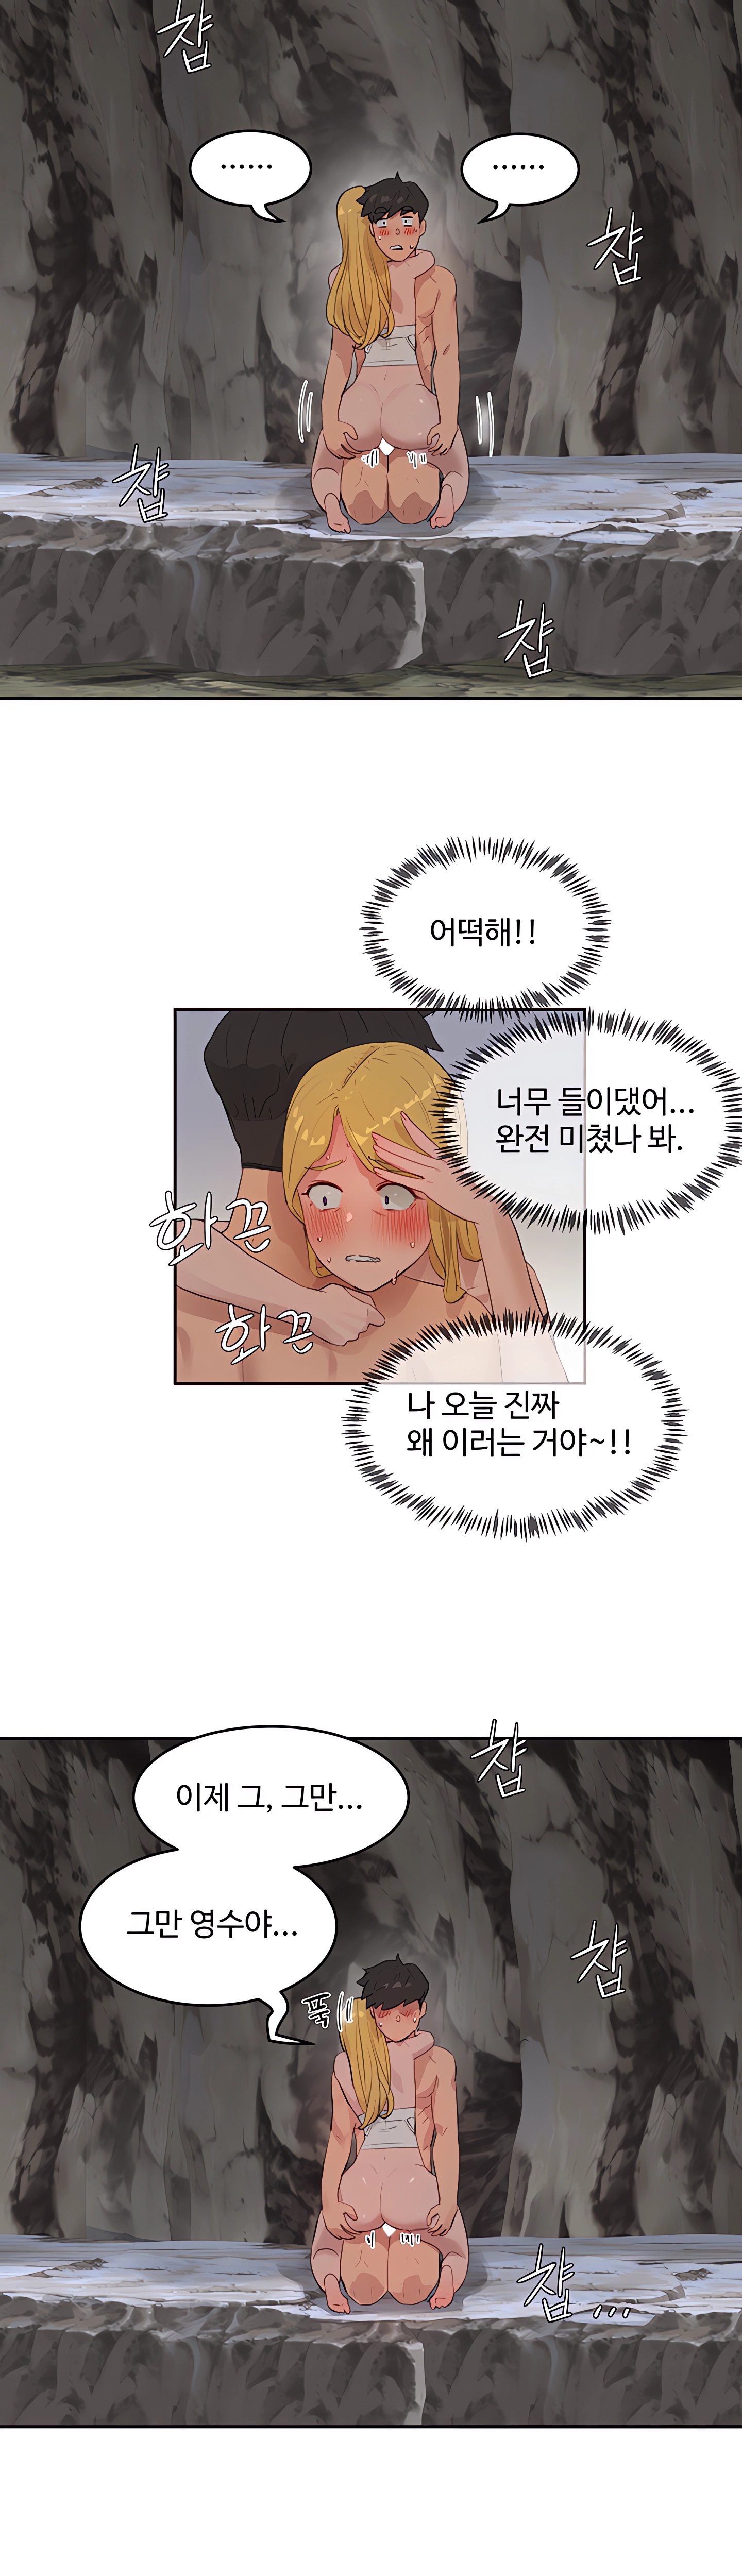 챱
......
......
챱
챱
챱
어떡해!!
너무 들이댔어...
완전 미쳤나 봐.
화끈
화끈
나 오늘 진짜
왜 이러는 거야~!!
챱
이제 그, 그만...
그만 영수야...
챱
푹
챱...